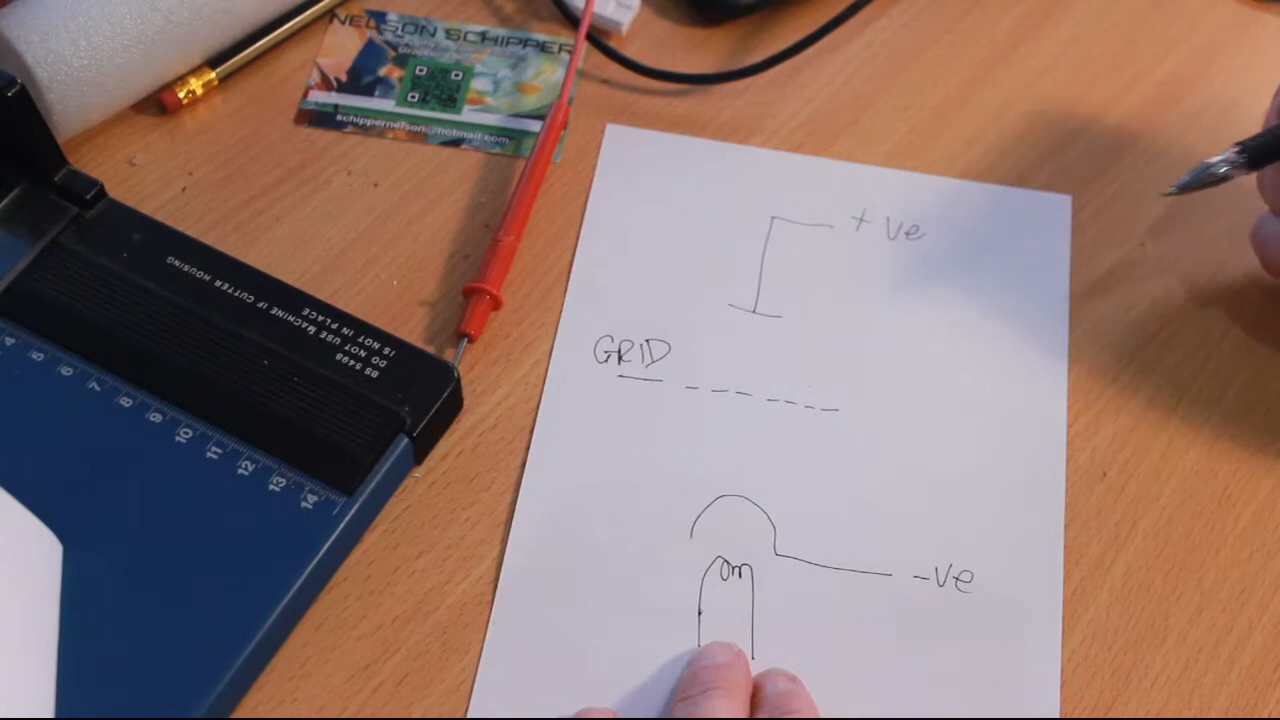 NELSON SCHIPPER
schippernelson@hotmail.com
BS 5498
DO NOT USE MACHINE IF CUTTER HOUSING
IS NOT IN PLACE
4 5 6 7 8 9 10 11 12 13 14
+ ve
GRID
-ve